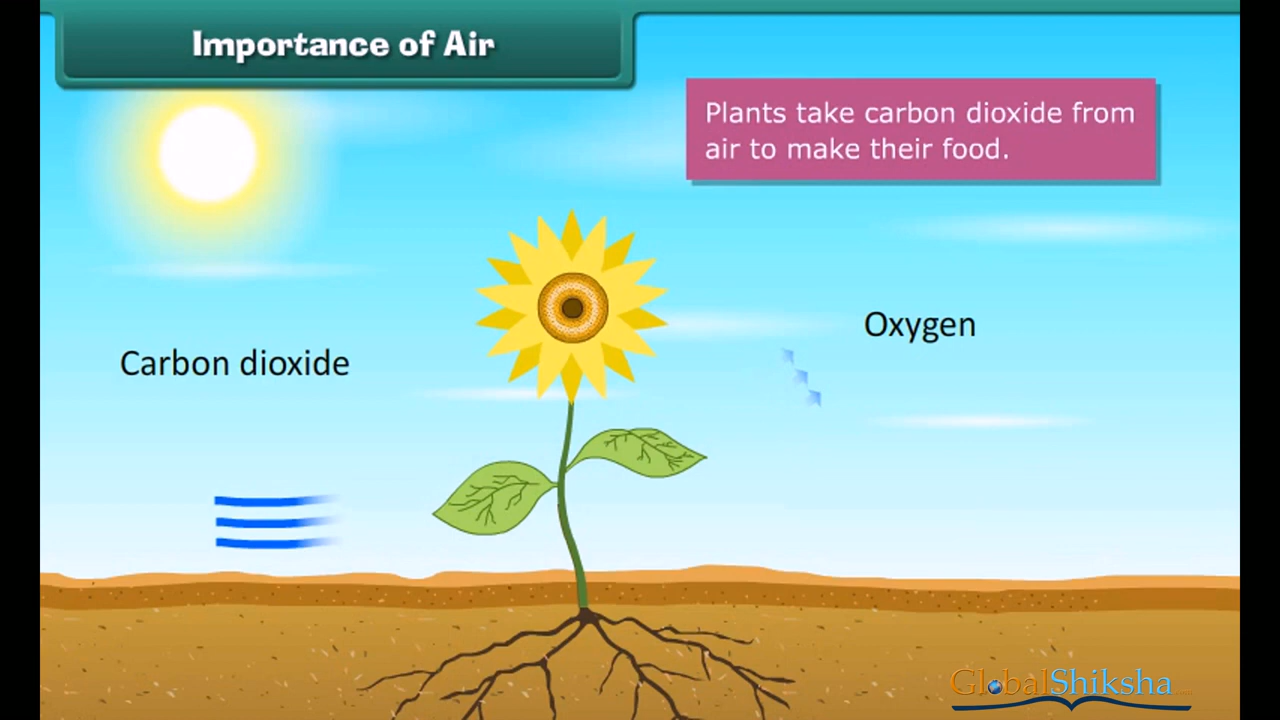 Importance of Air
Plants take carbon dioxide from
air to make their food.
Oxygen
Carbon dioxide
GlobalShiksha